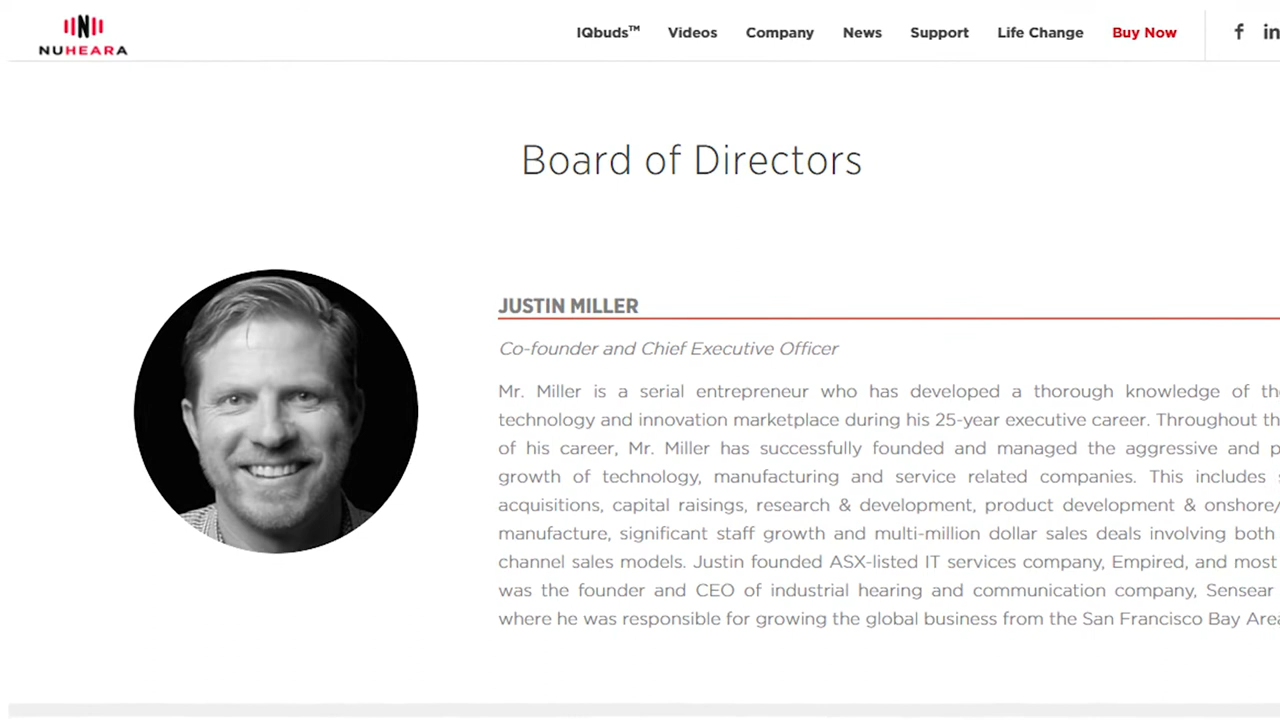 NUHEARA
IQbuds™ Videos Company News Support Life Change Buy Now
Board of Directors
JUSTIN MILLER
Co-founder and Chief Executive Officer
Mr. Miller is a serial entrepreneur who has developed a thorough knowledge of
technology and innovation marketplace during his 25-year executive career. Throughout
of his career, Mr. Miller has successfully founded and managed the aggressive and
growth of technology, manufacturing and service related companies. This includes
acquisitions, capital raisings, research & development, product development & onshore/
manufacture, significant staff growth and multi-million dollar sales deals involving both
channel sales models. Justin founded ASX-listed IT services company, Empired, and most
was the founder and CEO of industrial hearing and communication company, Sensear
where he was responsible for growing the global business from the San Francisco Bay